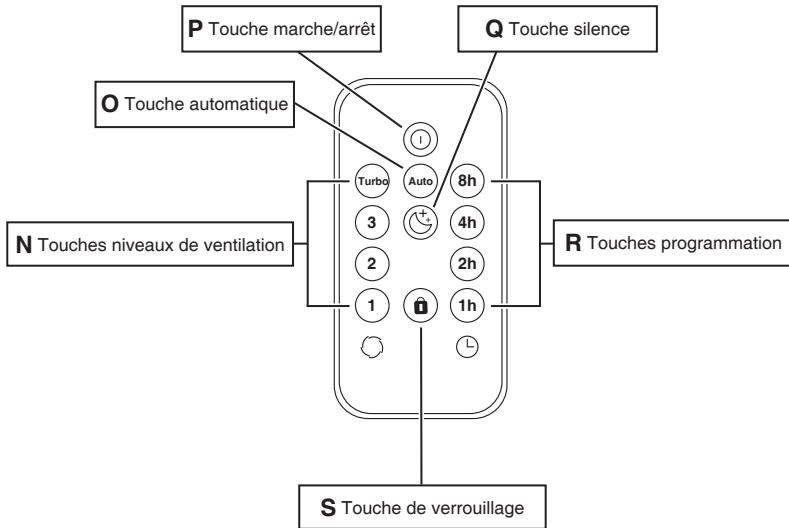 P Touche marche/arrêt
Q Touche silence
O Touche automatique
Turbo Auto 8h
3 4h
N Touches niveaux de ventilation
R Touches programmation
2 2h
1 1h
S Touche de verrouillage